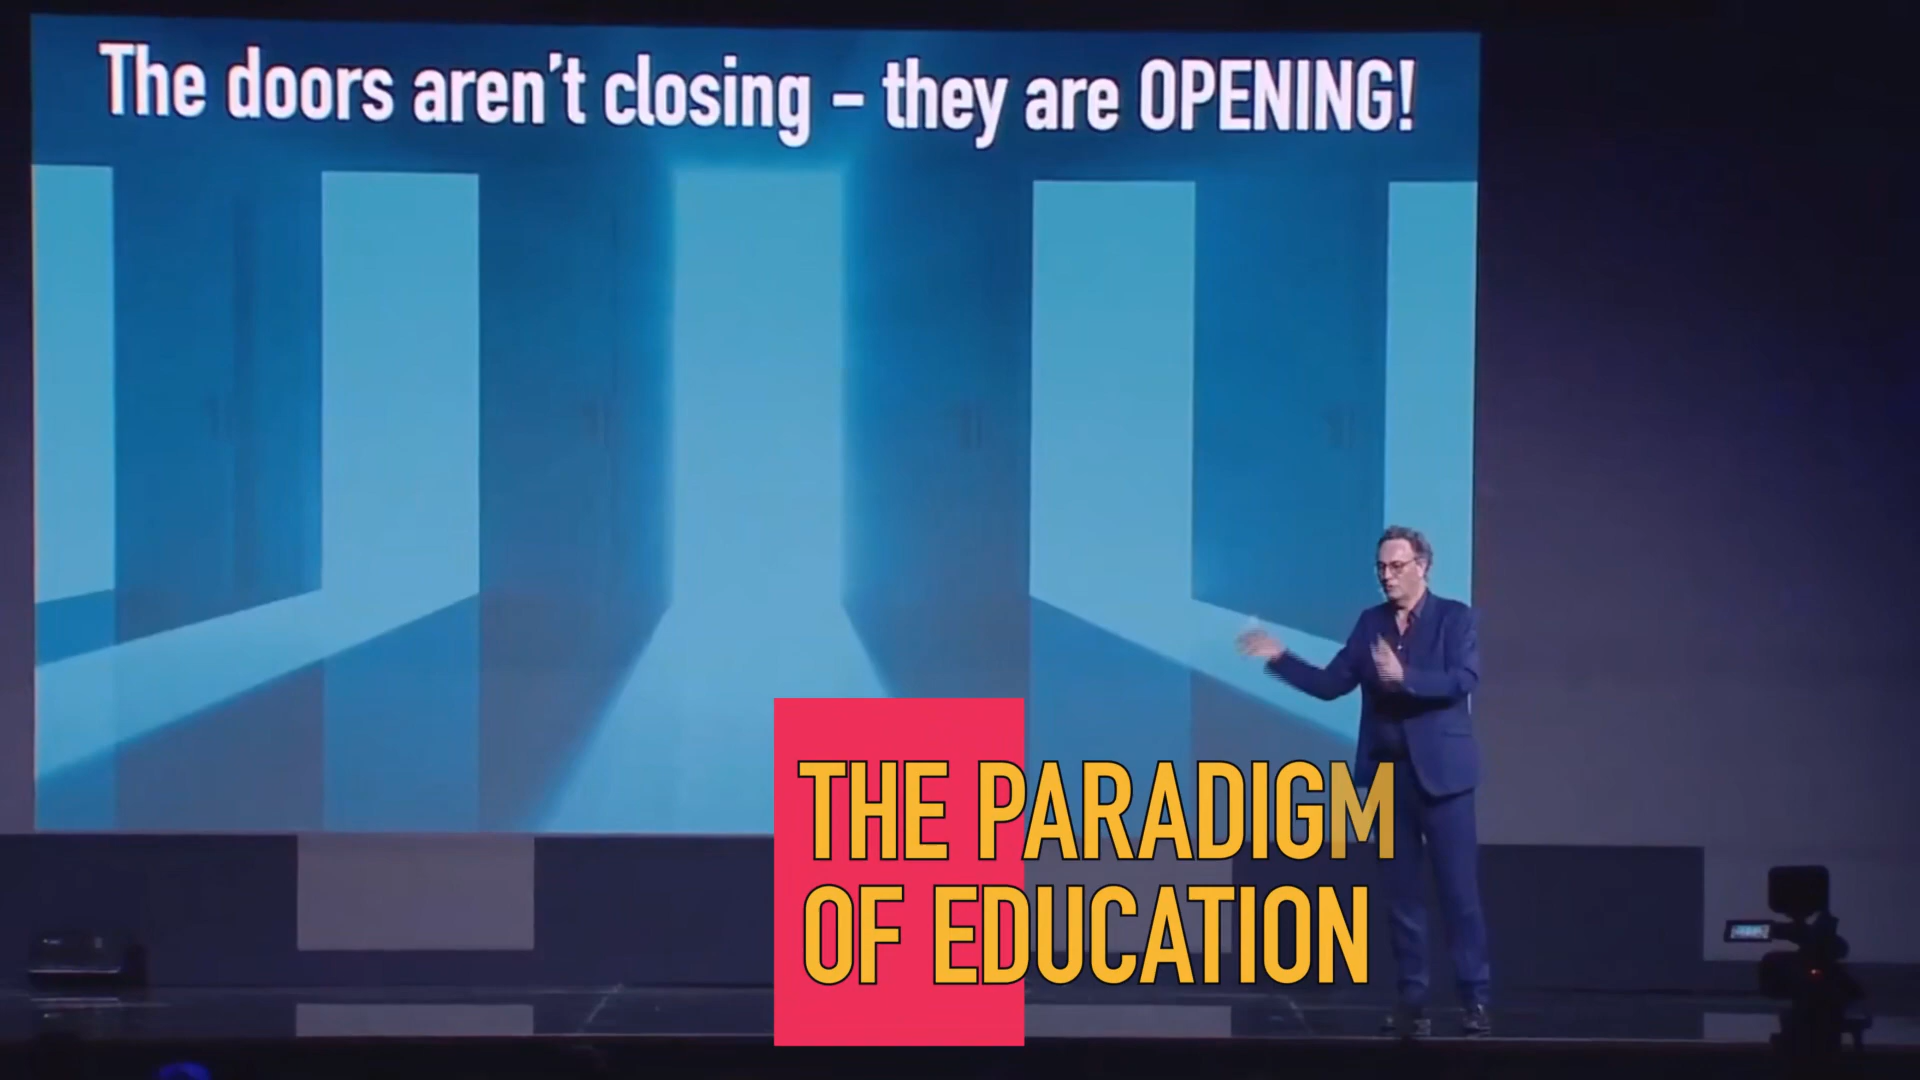 The doors aren't closing – they are OPENING!
THE PARADIGM
OF EDUCATION